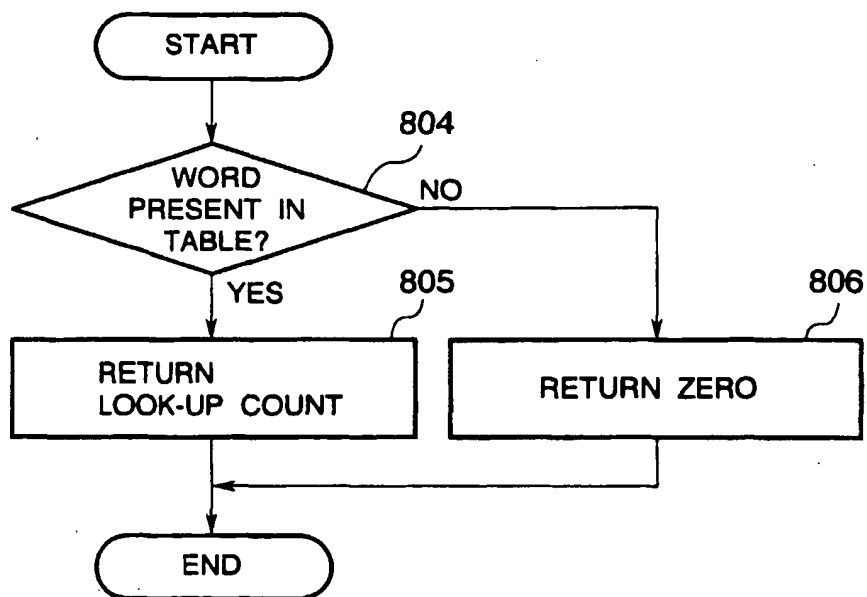 START
804
WORD
PRESENT IN
TABLE?
NO
YES
805
RETURN
LOOK-UP COUNT
806
RETURN ZERO
END